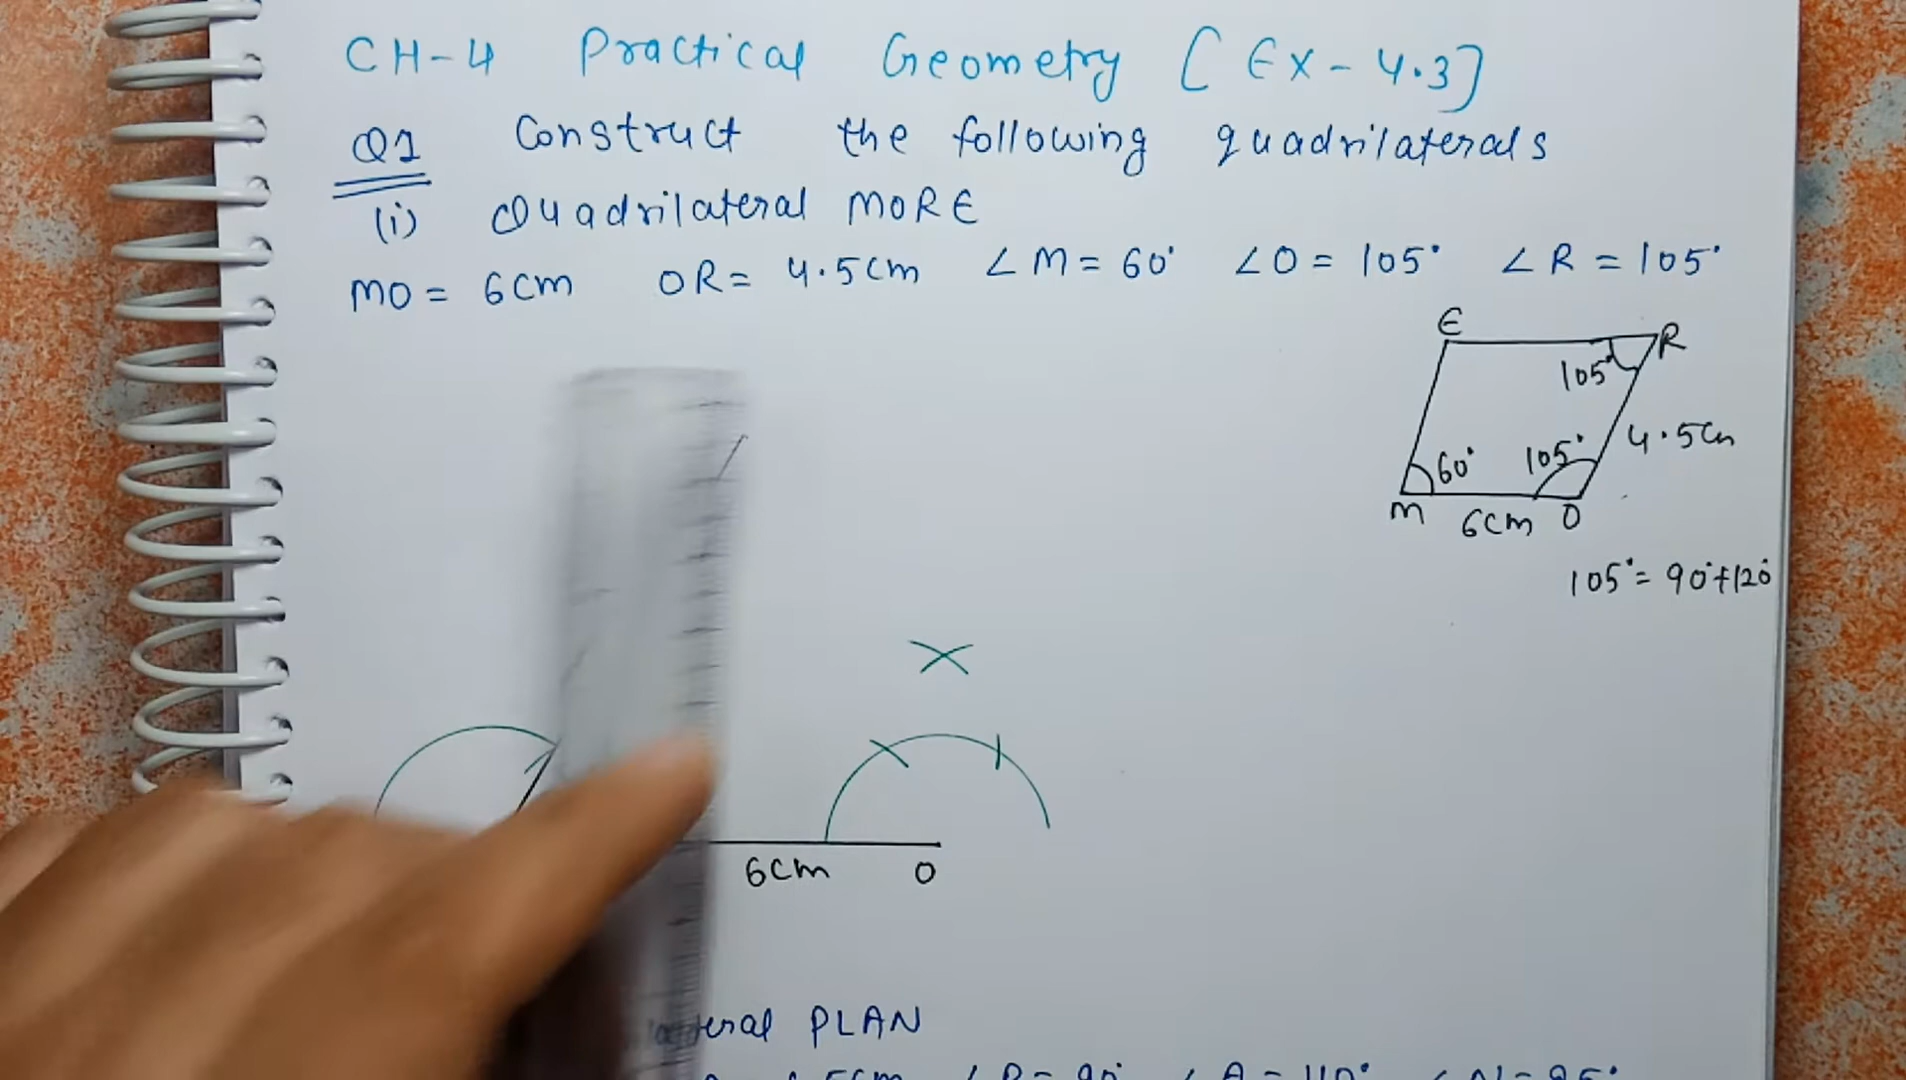 CH-4 Practical Geometry [Ex-4.3]
Q1 Construct the following quadrilaterals
(i) Quadrilateral MORE
MO = 6cm OR = 4.5cm ∠M = 60° ∠O = 105° ∠R = 105°
E R
105°
4.5cm
60° 105°
M 6cm O
105° = 90°+120
6cm O
PLAN